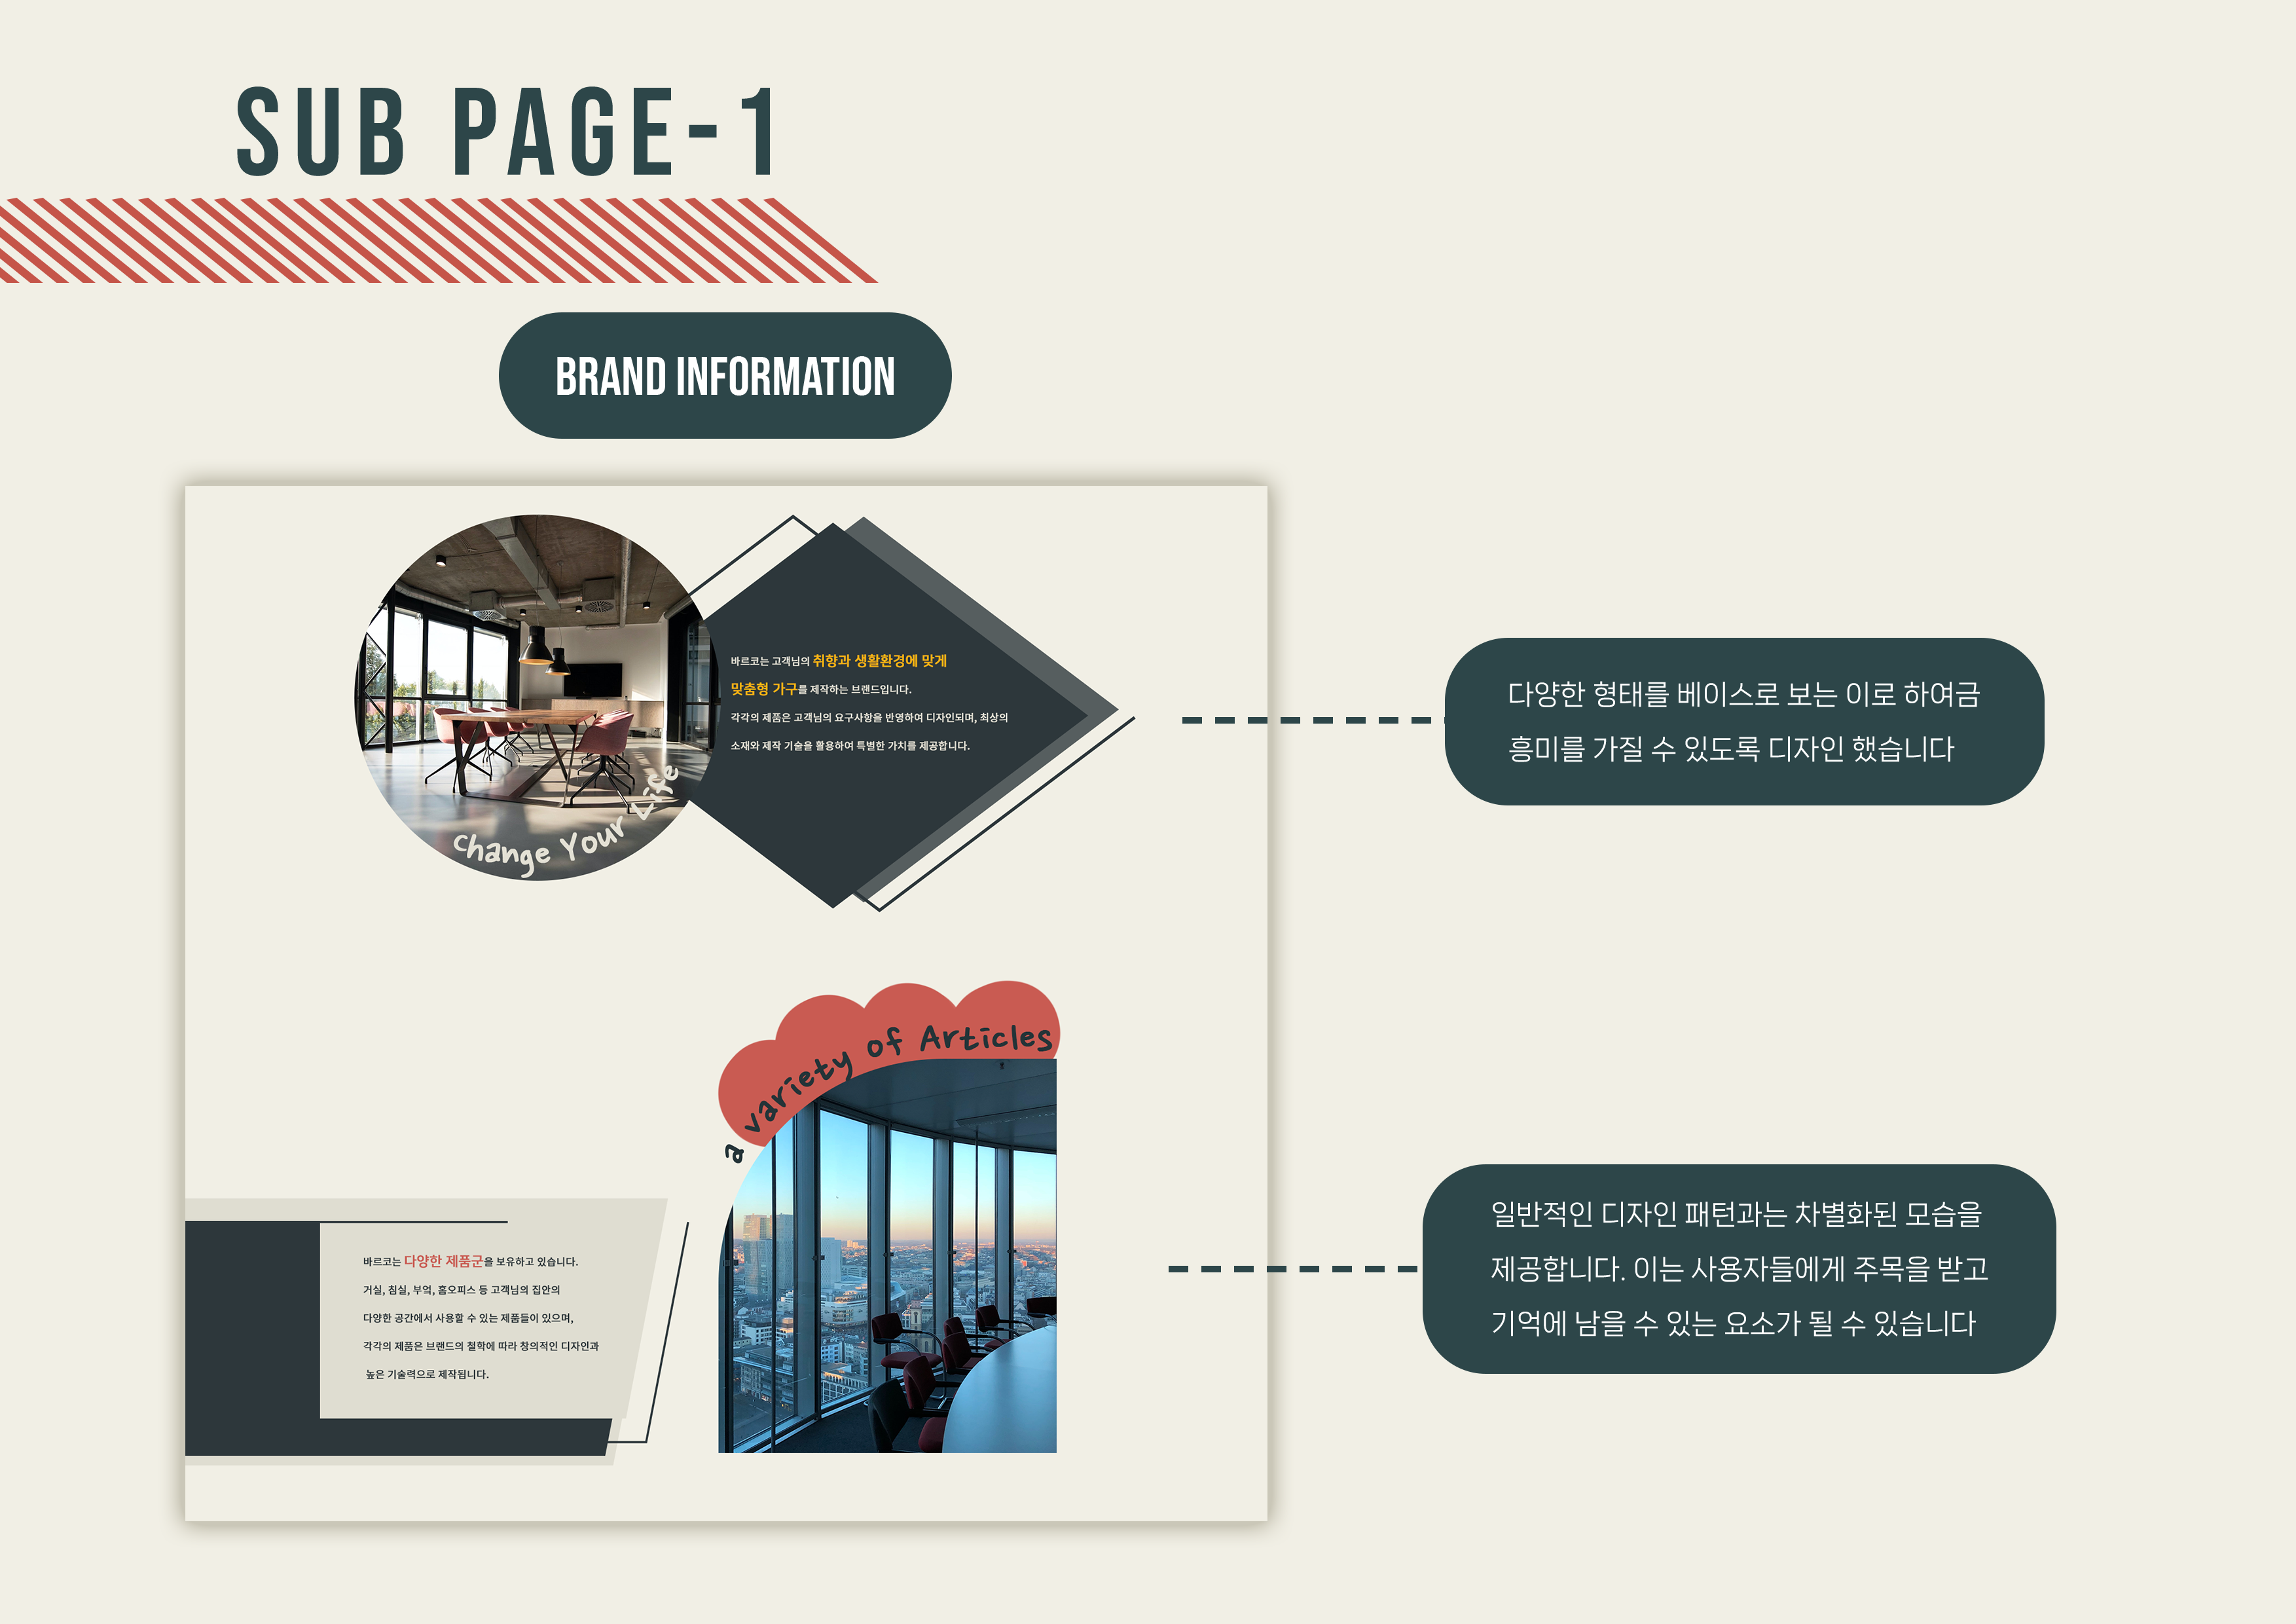 SUB PAGE-1
BRAND INFORMATION
바르코는 고객님의 취향과 생활환경에 맞게
맞춤형 가구를 제작하는 브랜드입니다.
각각의 제품은 고객님의 요구사항을 반영하여 디자인되며, 최상의
소재와 제작 기술을 활용하여 특별한 가치를 제공합니다.
Change Your Life
다양한 형태를 베이스로 보는 이로 하여금
흥미를 가질 수 있도록 디자인 했습니다
a variety of Articles
바르코는 다양한 제품군을 보유하고 있습니다.
거실, 침실, 부엌, 홈오피스 등 고객님의 집안의
다양한 공간에서 사용할 수 있는 제품들이 있으며,
각각의 제품은 브랜드의 철학에 따라 창의적인 디자인과
높은 기술력으로 제작됩니다.
일반적인 디자인 패턴과는 차별화된 모습을
제공합니다. 이는 사용자들에게 주목을 받고
기억에 남을 수 있는 요소가 될 수 있습니다